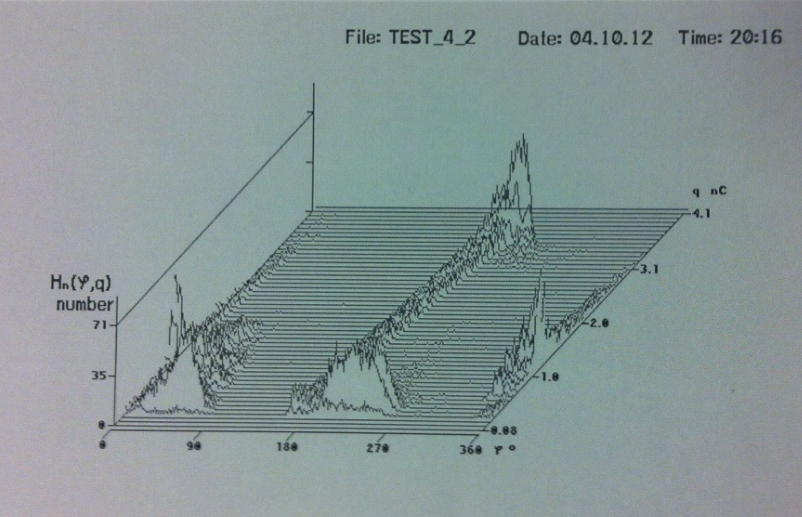 File: TEST_4_2 Date: 04.10.12 Time: 20:16
q nC
4.1
3.1
2.0
1.0
0.08
Hn(φ,q)
number
71
35
0
0 90 180 270 360 φ °